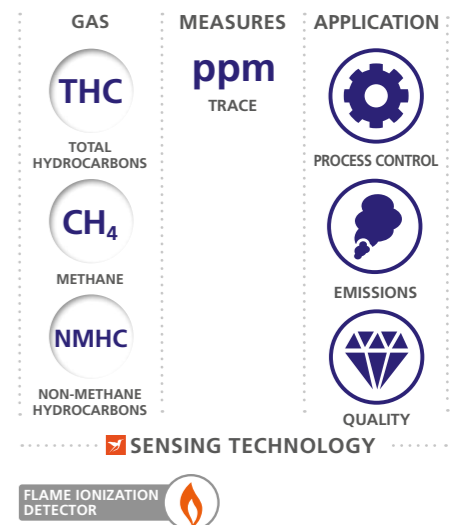 GAS
MEASURES
APPLICATION
THC
TOTAL
HYDROCARBONS
CH₄
METHANE
NMHC
NON-METHANE
HYDROCARBONS
ppm
TRACE
PROCESS CONTROL
EMISSIONS
QUALITY
SENSING TECHNOLOGY
FLAME IONIZATION
DETECTOR